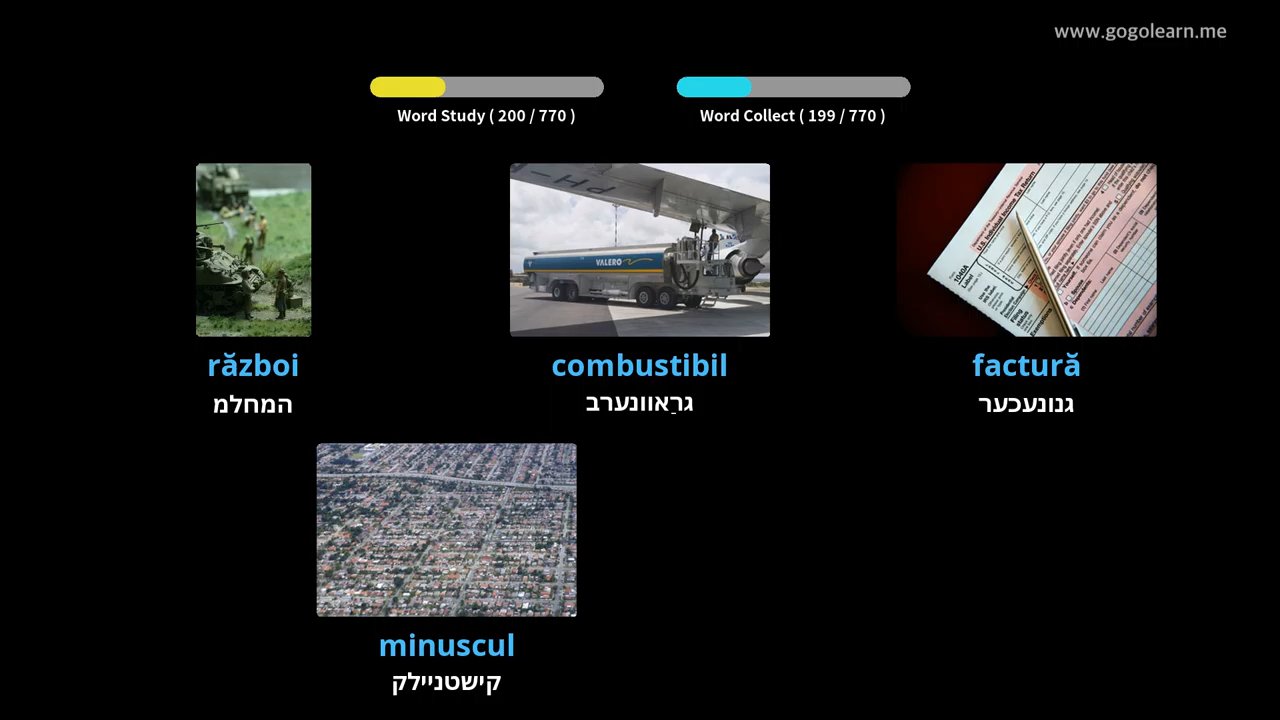 www.gogolearn.me
Word Study ( 200 / 770 )
Word Collect ( 199 / 770 )
război
combustibil
factură
המחלמ
גרַאוונערב
גנונעכער
minuscul
קישטניילק